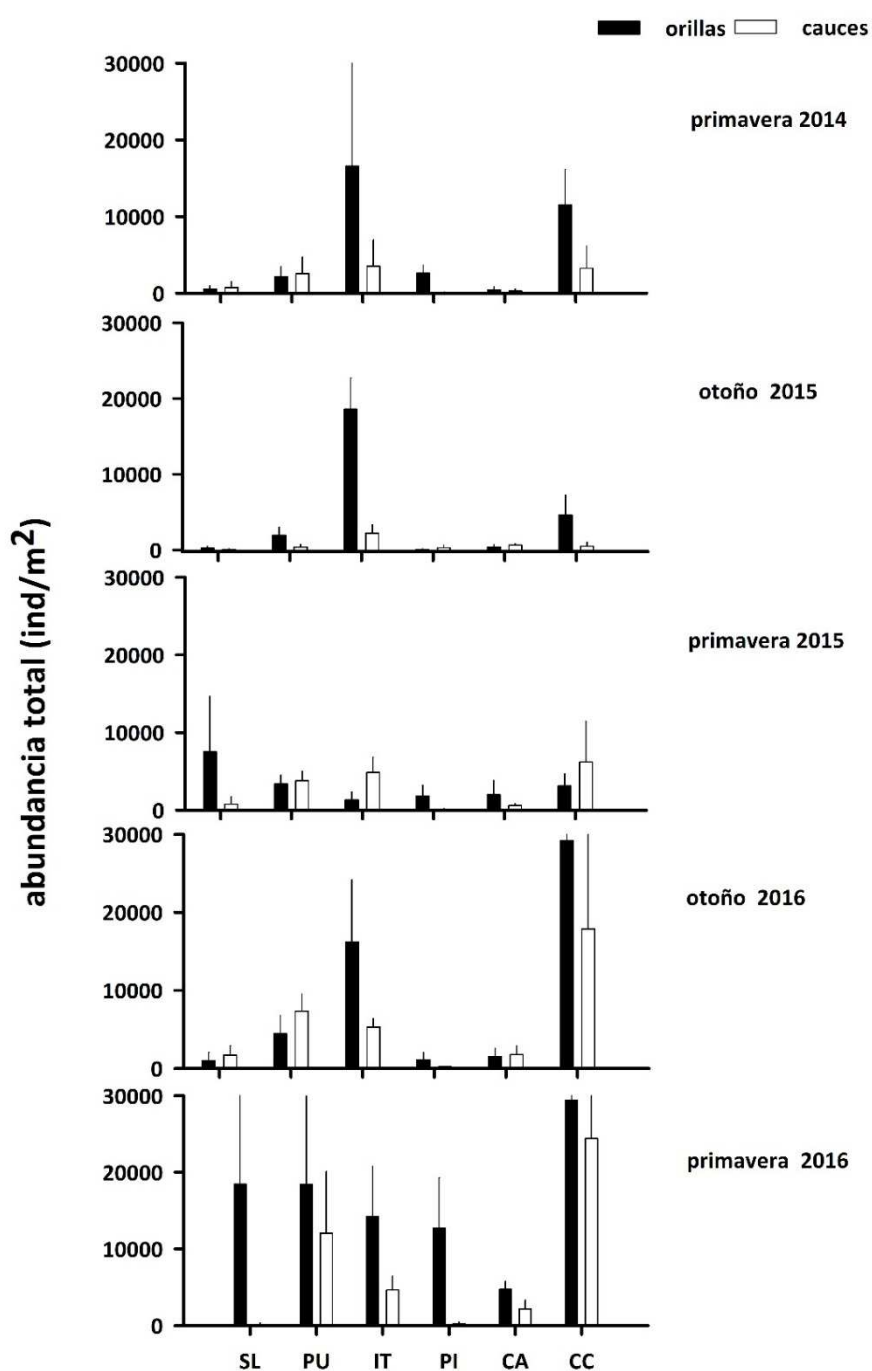 orillas cauces
30000
primavera 2014
20000
10000
0
30000
otoño 2015
20000
10000
0
30000
primavera 2015
20000
10000
0
30000
otoño 2016
20000
10000
0
30000
primavera 2016
20000
10000
0
SL PU IT PI CA CC
abundancia total (ind/m²)